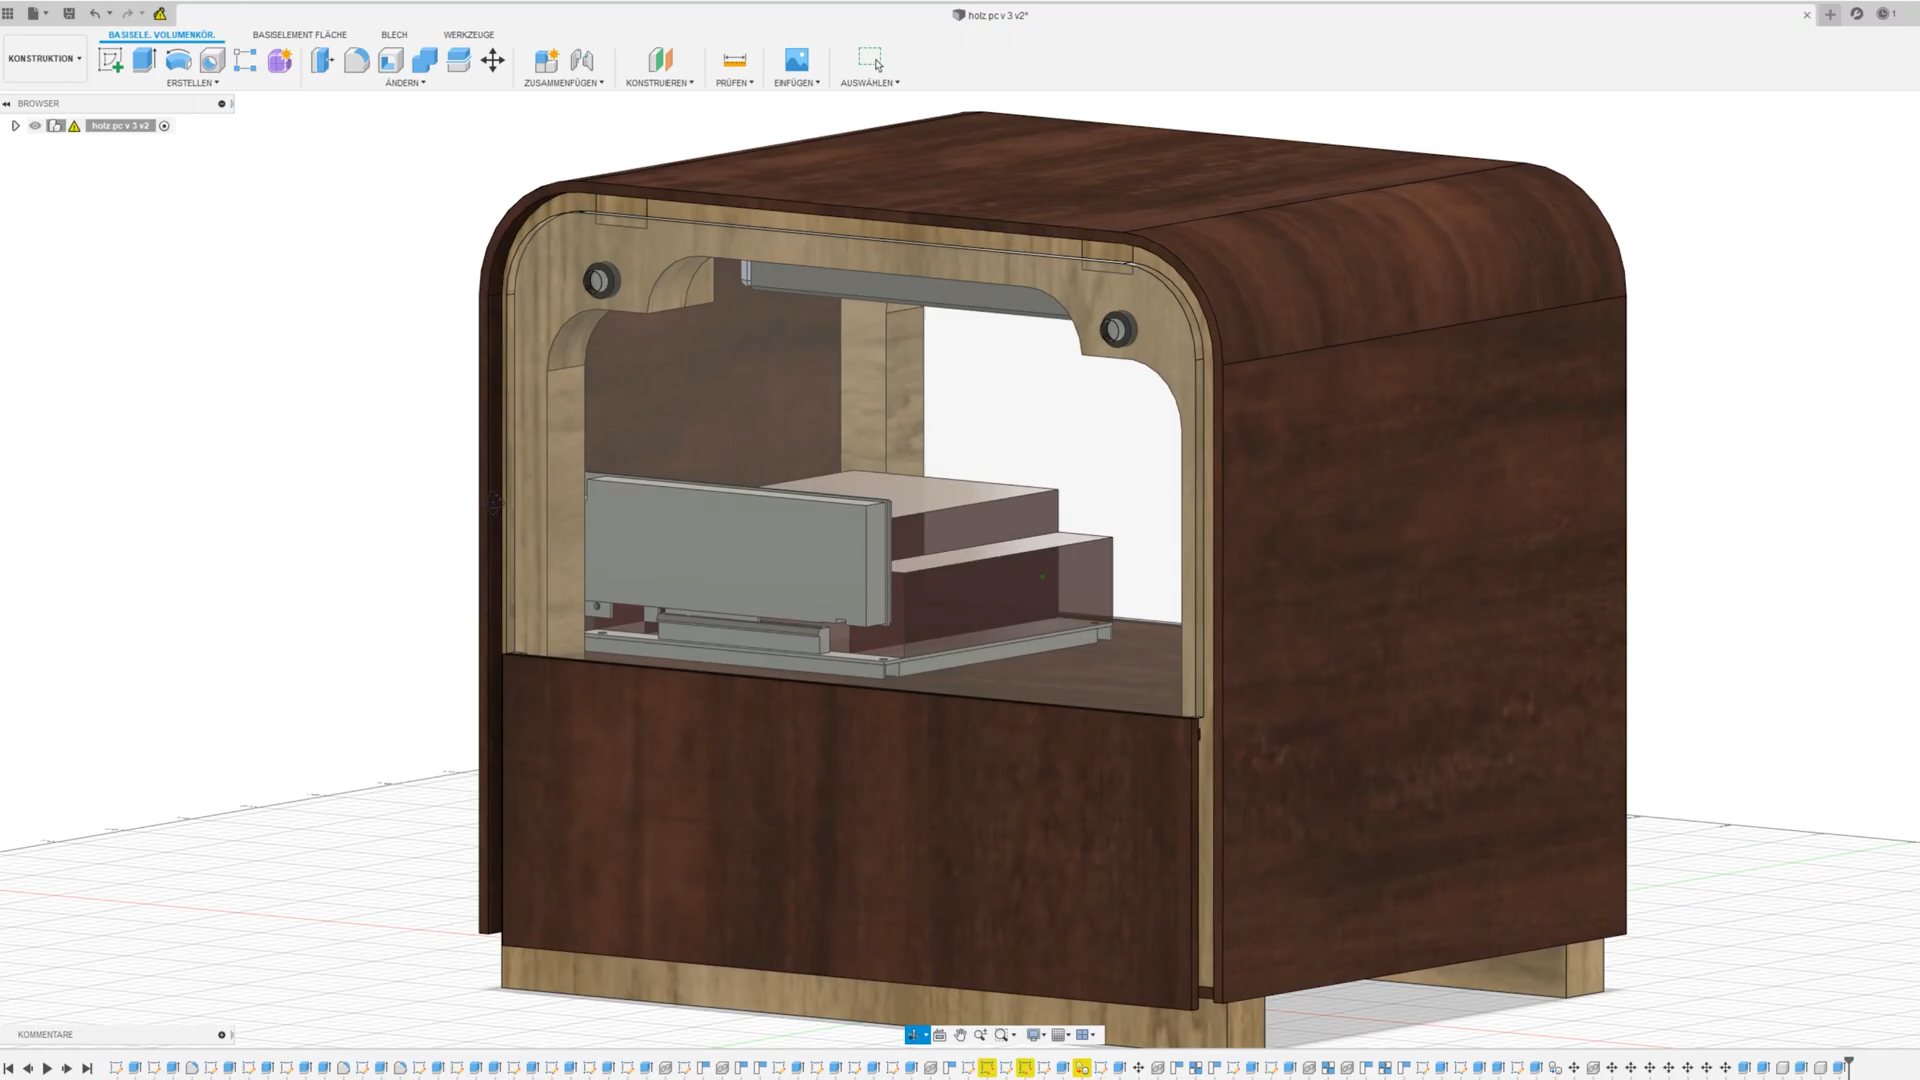 holz pc v 3 v2*
1
KONSTRUKTION
BASISELE. VOLUMENKÖR.
BASISELEMENT FLÄCHE
BLECH
WERKZEUGE
ERSTELLEN
ÄNDERN
ZUSAMMENFÜGEN
KONSTRUIEREN
PRÜFEN
EINFÜGEN
AUSWÄHLEN
BROWSER
holz pc v 3 v2
KOMMENTARE